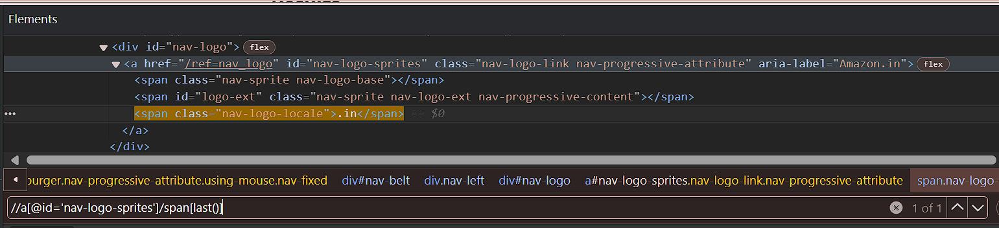 Elements
<div id="nav-logo"> flex
<a href="/ref=nav_logo" id="nav-logo-sprites" class="nav-logo-link nav-progressive-attribute" aria-label="Amazon.in"> flex
<span class="nav-sprite nav-logo-base"></span>
<span id="logo-ext" class="nav-sprite nav-logo-ext nav-progressive-content"></span>
••• <span class="nav-logo-locale">.in</span> == $0
</a>
</div>
burger.nav-progressive-attribute.using-mouse.nav-fixed div#nav-belt div.nav-left div#nav-logo a#nav-logo-sprites.nav-logo-link.nav-progressive-attribute span.nav-logo-
//a[@id='nav-logo-sprites']/span[last()] 1 of 1